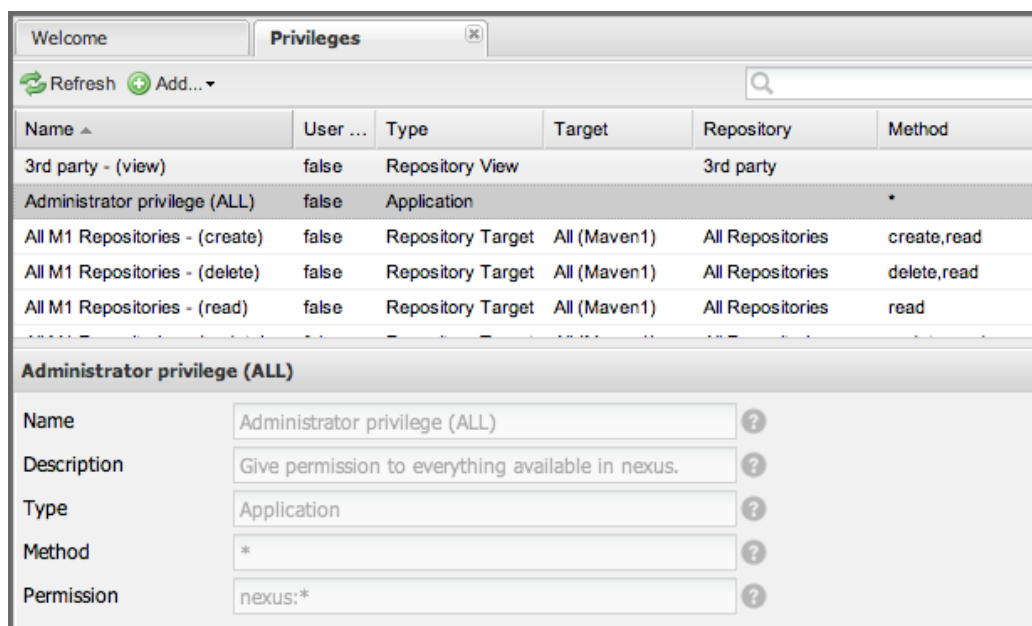 Welcome Privileges
Refresh Add...
Name User ... Type Target Repository Method
3rd party - (view) false Repository View 3rd party
Administrator privilege (ALL) false Application *
All M1 Repositories - (create) false Repository Target All (Maven1) All Repositories create,read
All M1 Repositories - (delete) false Repository Target All (Maven1) All Repositories delete,read
All M1 Repositories - (read) false Repository Target All (Maven1) All Repositories read
Administrator privilege (ALL)
Name Administrator privilege (ALL) ?
Description Give permission to everything available in nexus. ?
Type Application ?
Method * ?
Permission nexus:* ?